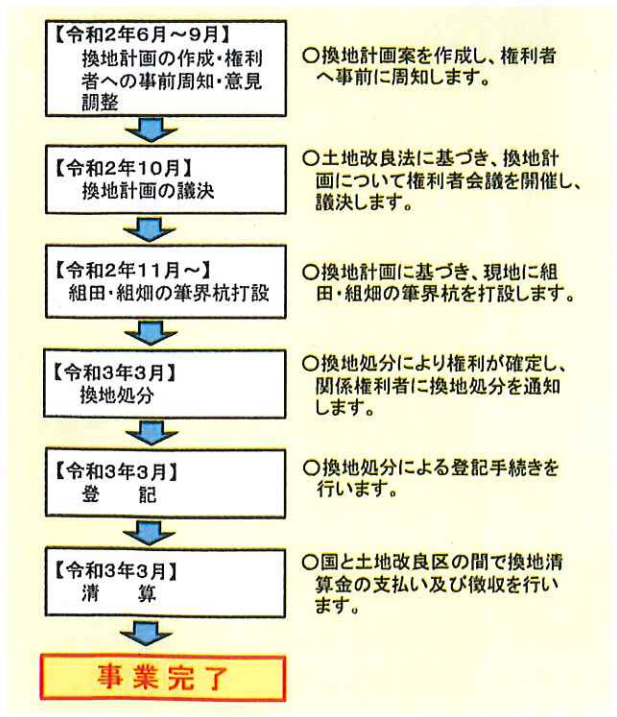 【令和2年6月～9月】
換地計画の作成・権利
者への事前周知・意見
調整
○換地計画案を作成し、権利者
へ事前に周知します。
【令和2年10月】
換地計画の議決
○土地改良法に基づき、換地計
画について権利者会議を開催し、
議決します。
【令和2年11月～】
組田・組畑の筆界杭打設
○換地計画に基づき、現地に組
田・組畑の筆界杭を打設します。
【令和3年3月】
換地処分
○換地処分により権利が確定し、
関係権利者に換地処分を通知
します。
【令和3年3月】
登　　記
○換地処分による登記手続きを
行います。
【令和3年3月】
清　　算
○国と土地改良区の間で換地清
算金の支払い及び徴収を行い
ます。
事業完了